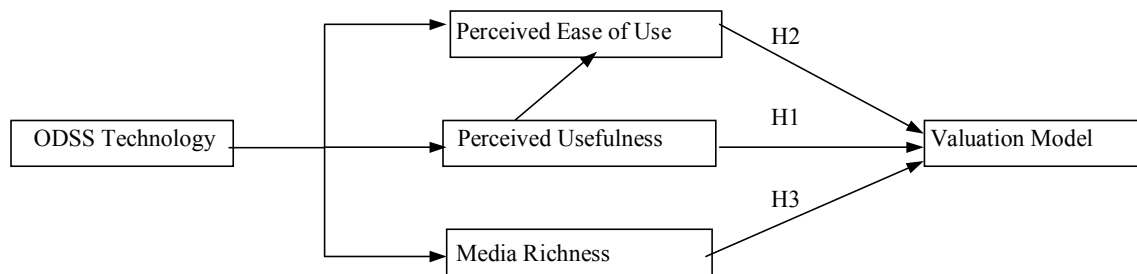 Perceived Ease of Use
H2
ODSS Technology
Perceived Usefulness
H1
Valuation Model
H3
Media Richness